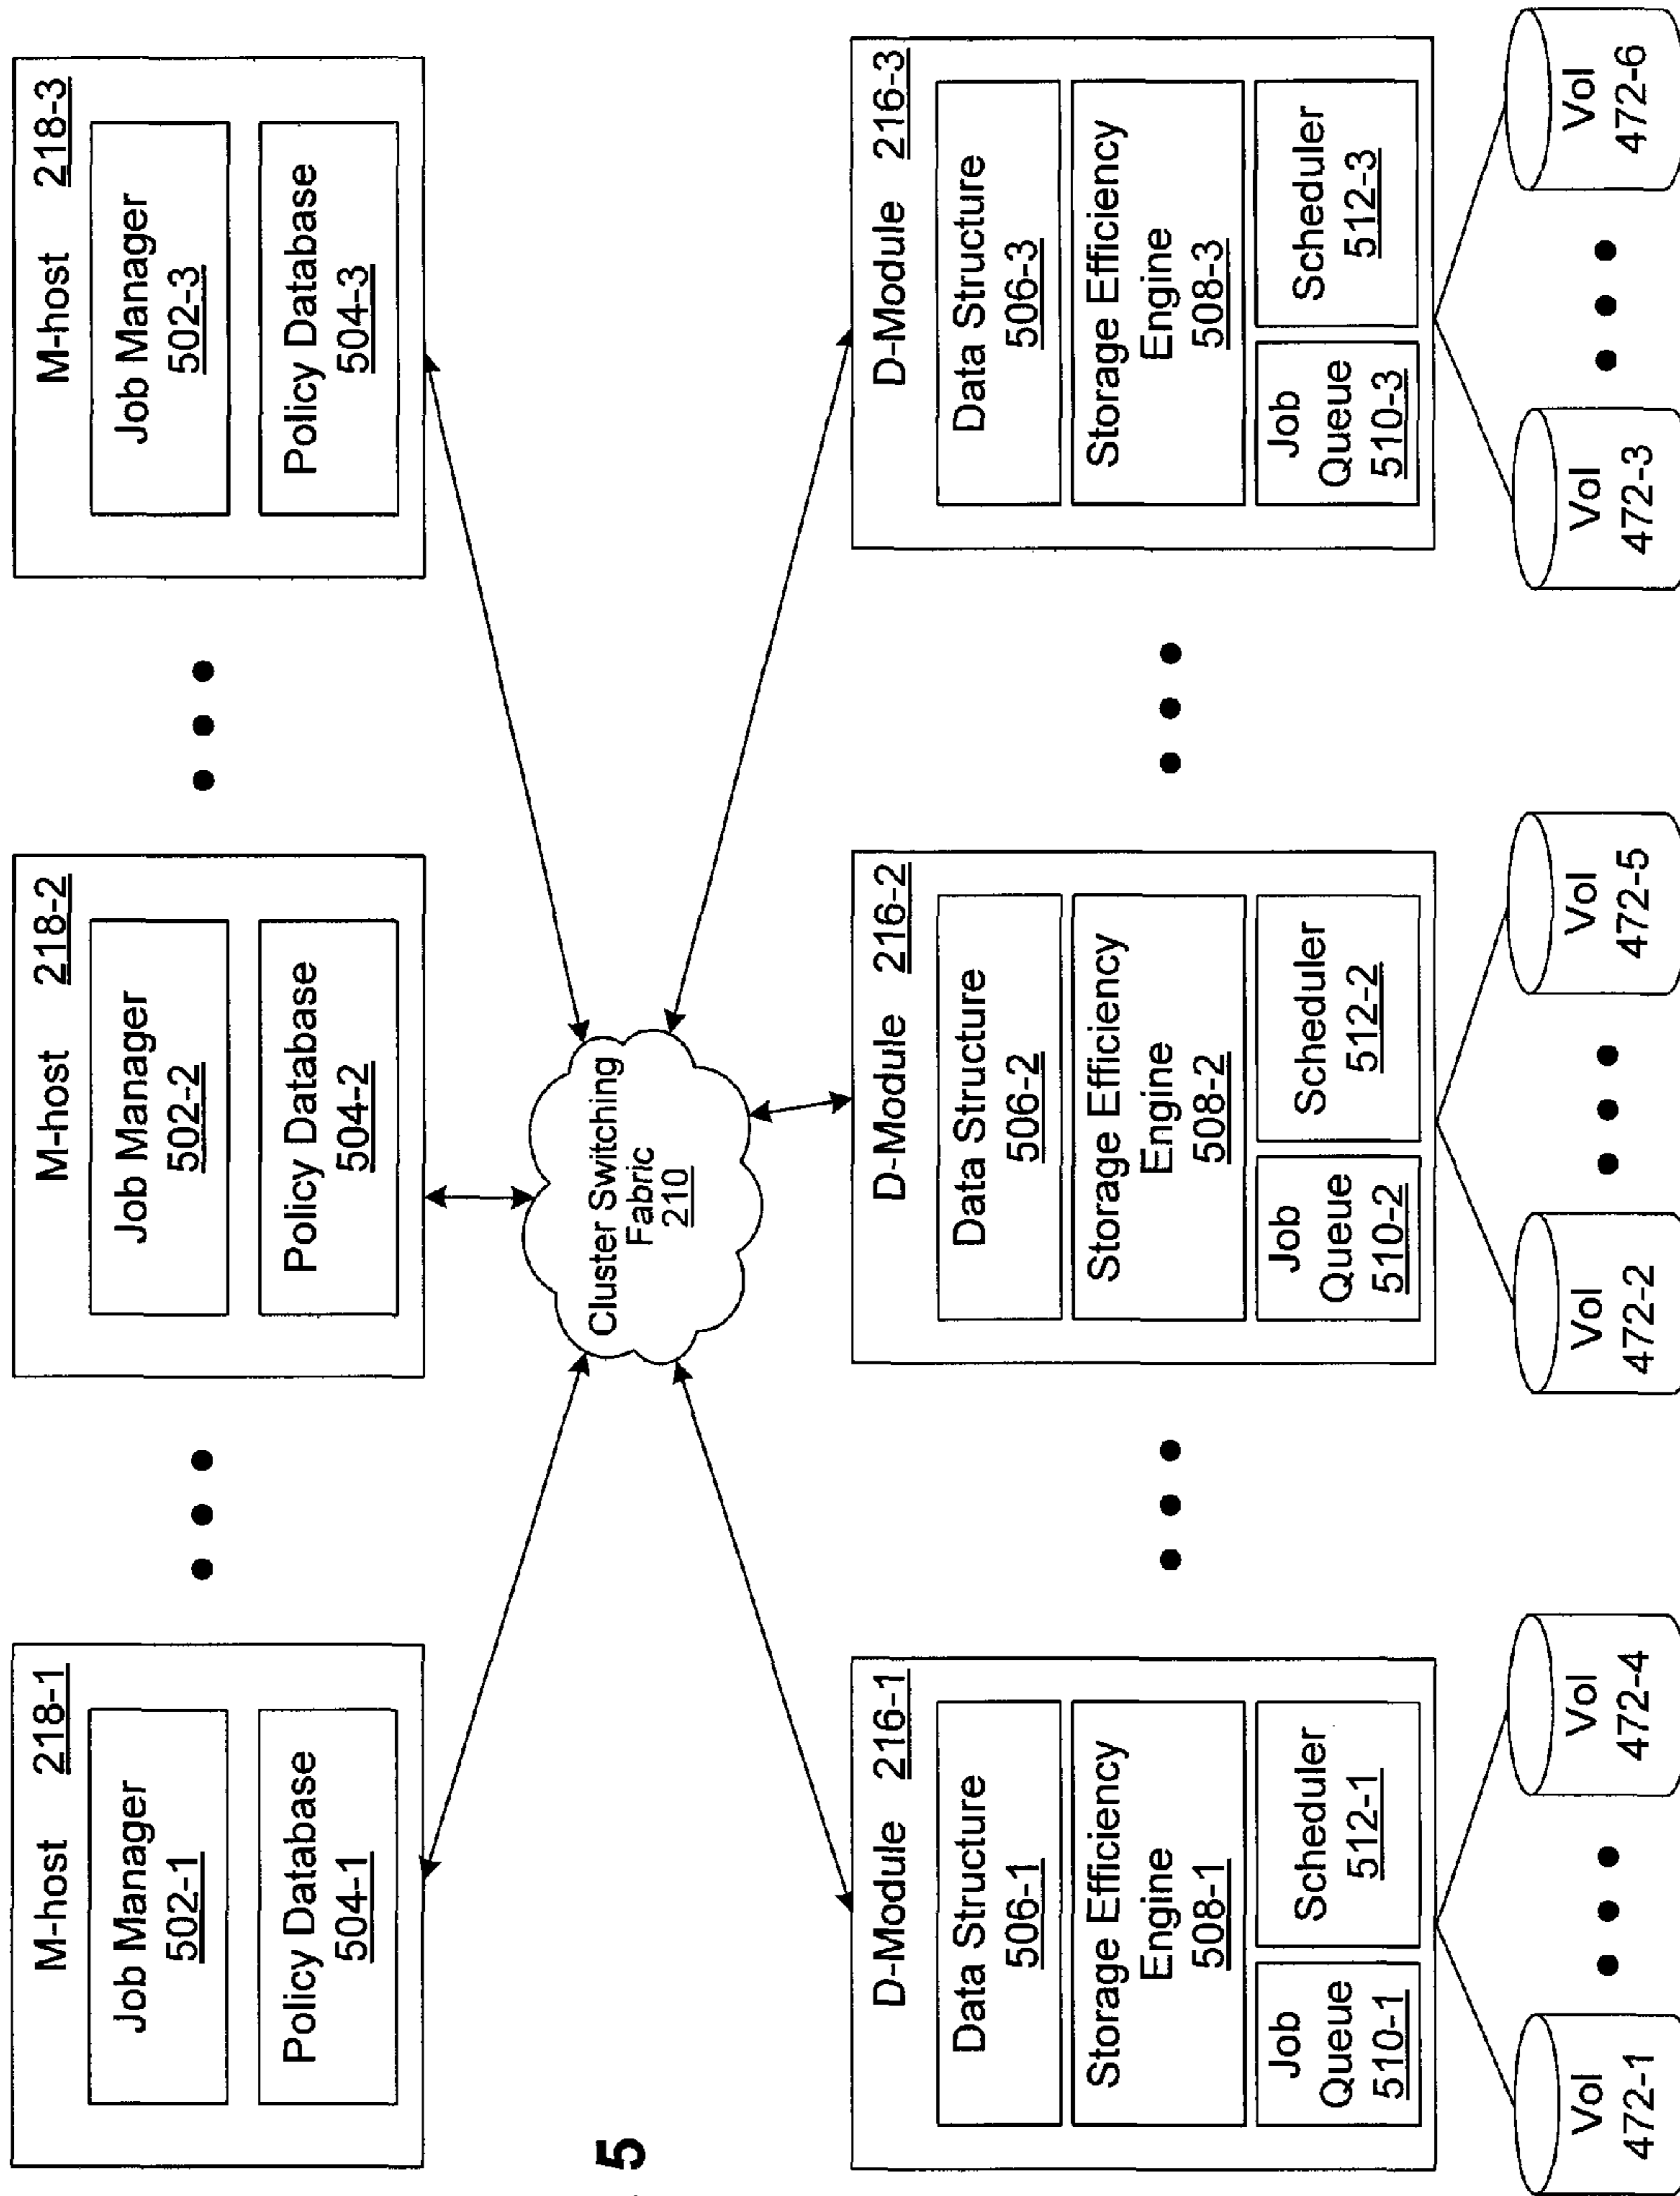 M-host 218-1
Job Manager
502-1
Policy Database
504-1
M-host 218-2
Job Manager
502-2
Policy Database
504-2
M-host 218-3
Job Manager
502-3
Policy Database
504-3
Cluster Switching
Fabric
210
5
D-Module 216-1
Data Structure
506-1
Storage Efficiency
Engine
508-1
Job
Queue
510-1
Scheduler
512-1
D-Module 216-2
Data Structure
506-2
Storage Efficiency
Engine
508-2
Job
Queue
510-2
Scheduler
512-2
D-Module 216-3
Data Structure
506-3
Storage Efficiency
Engine
508-3
Job
Queue
510-3
Scheduler
512-3
Vol
472-1
Vol
472-4
Vol
472-2
Vol
472-5
Vol
472-3
Vol
472-6